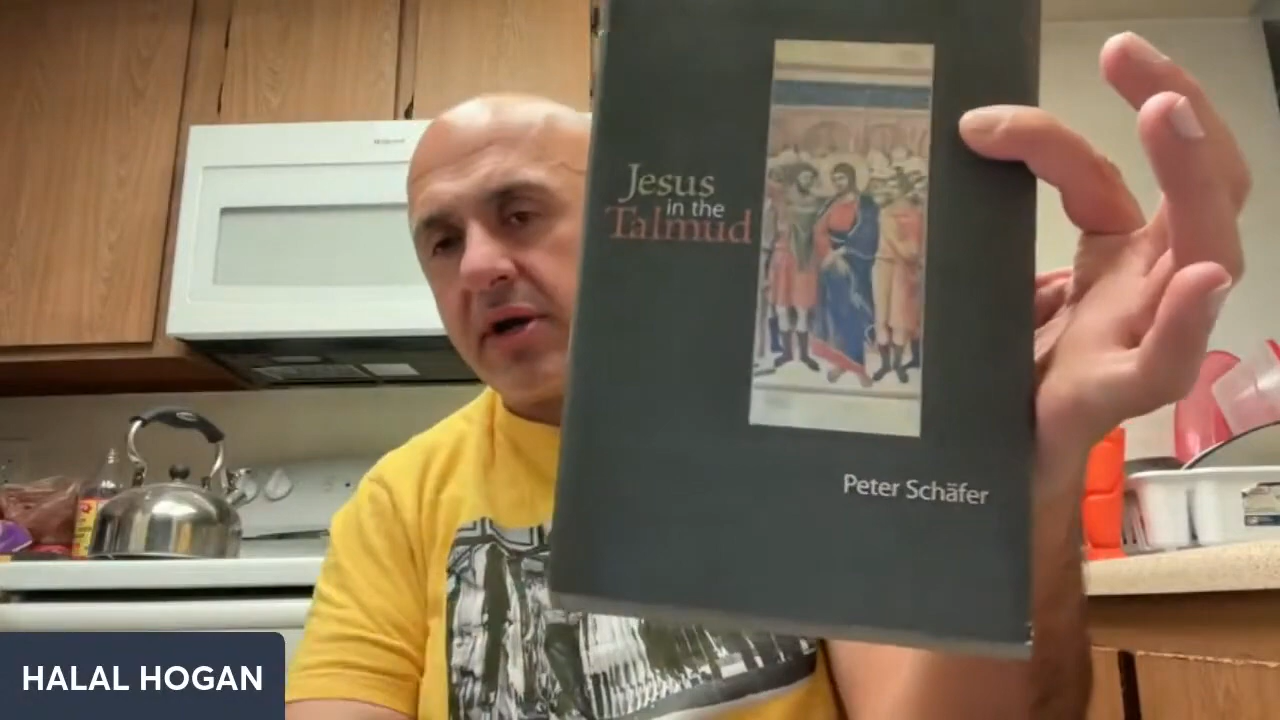 Jesus
in the
Talmud
Peter Schäfer
HALAL HOGAN